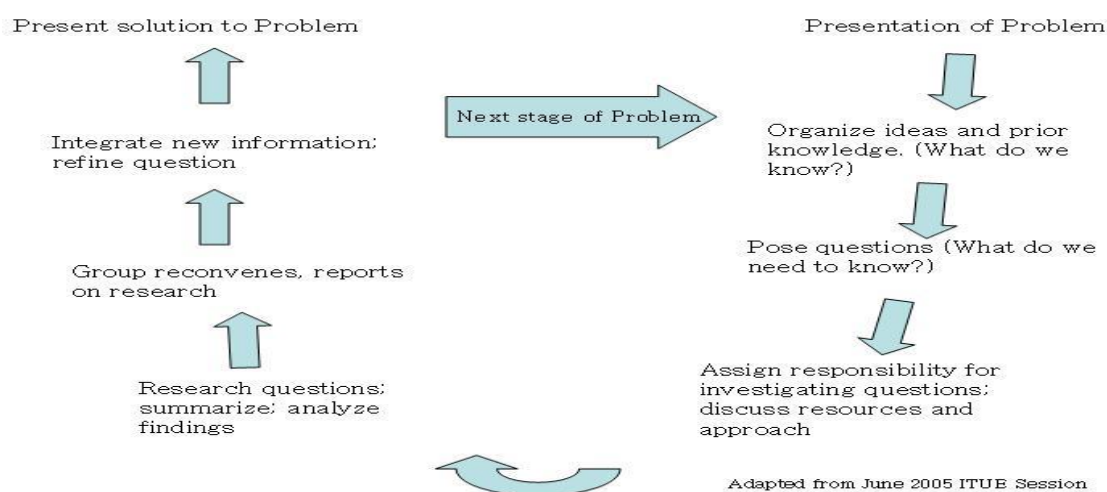 Present solution to Problem
Presentation of Problem
Next stage of Problem
Integrate new information;
refine question
Organize ideas and prior
knowledge. (What do we
know?)
Group reconvenes, reports
on research
Pose questions (What do we
need to know?)
Research questions;
summarize; analyze
findings
Assign responsibility for
investigating questions;
discuss resources and
approach
Adapted from June 2005 ITUE Session